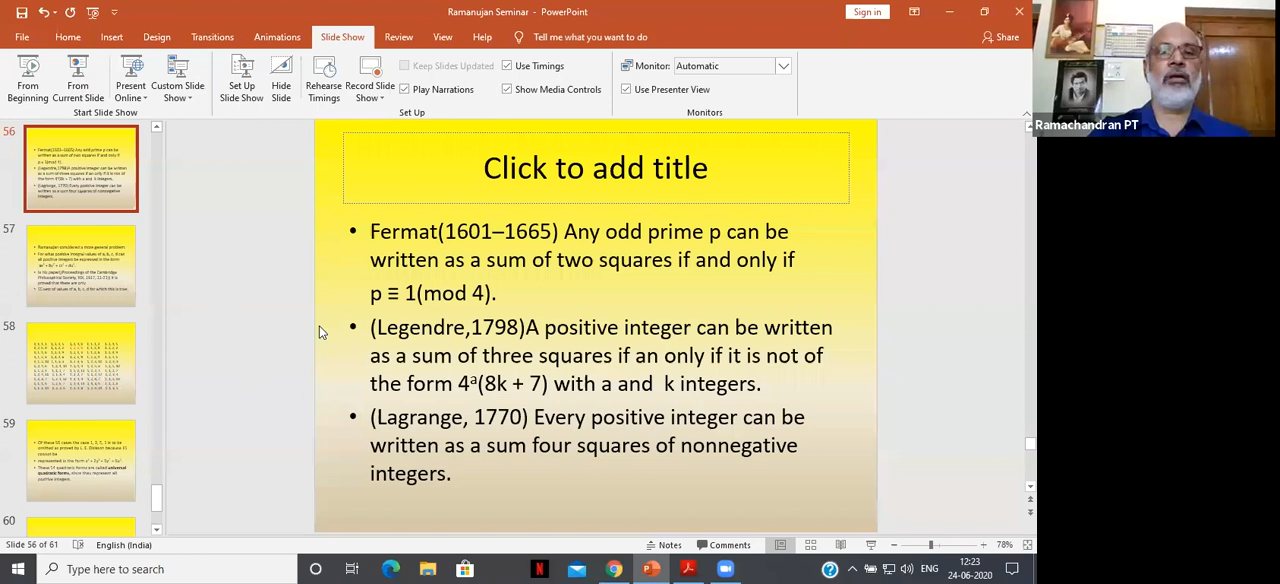 Ramanujan Seminar - PowerPoint
Sign in
File Home Insert Design Transitions Animations Slide Show Review View Help Tell me what you want to do Share
From Beginning
From Current Slide
Present Online
Custom Slide Show
Start Slide Show
Set Up Slide Show
Hide Slide
Rehearse Timings
Record Slide Show
Keep Slides Updated
Play Narrations
Use Timings
Show Media Controls
Set Up
Monitor: Automatic
Use Presenter View
Monitors
Ramachandran PT
56
57
58
59
60
Click to add title
• Fermat(1601–1665) Any odd prime p can be
written as a sum of two squares if and only if
p ≡ 1(mod 4).
• (Legendre,1798)A positive integer can be written
as a sum of three squares if an only if it is not of
the form 4ᵃ(8k + 7) with a and k integers.
• (Lagrange, 1770) Every positive integer can be
written as a sum four squares of nonnegative
integers.
Slide 56 of 61 English (India) Notes Comments 78%
Type here to search
ENG
12:23
24-06-2020